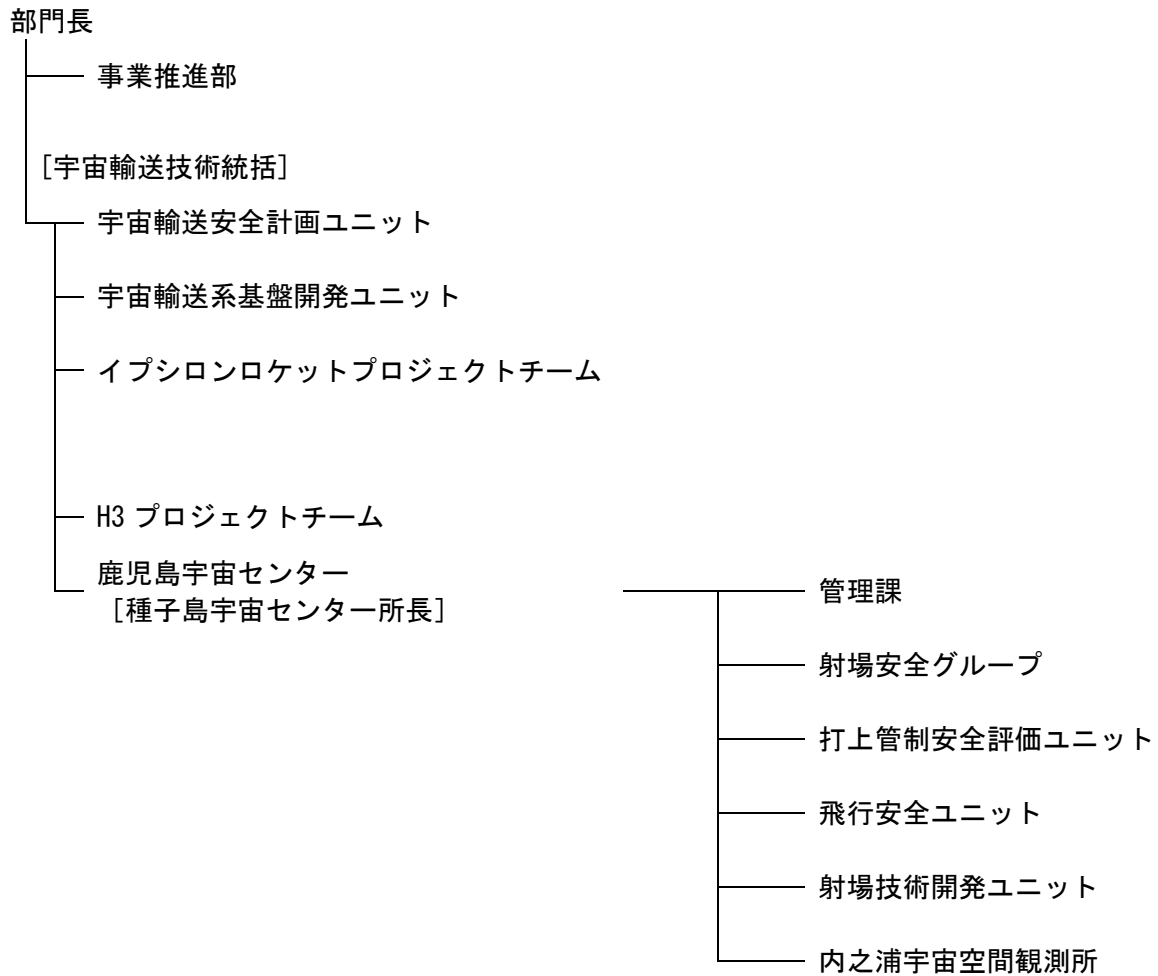 部門長
事業推進部
[宇宙輸送技術統括]
宇宙輸送安全計画ユニット
宇宙輸送系基盤開発ユニット
イプシロンロケットプロジェクトチーム
H3 プロジェクトチーム
鹿児島宇宙センター
[種子島宇宙センター所長]
管理課
射場安全グループ
打上管制安全評価ユニット
飛行安全ユニット
射場技術開発ユニット
内之浦宇宙空間観測所